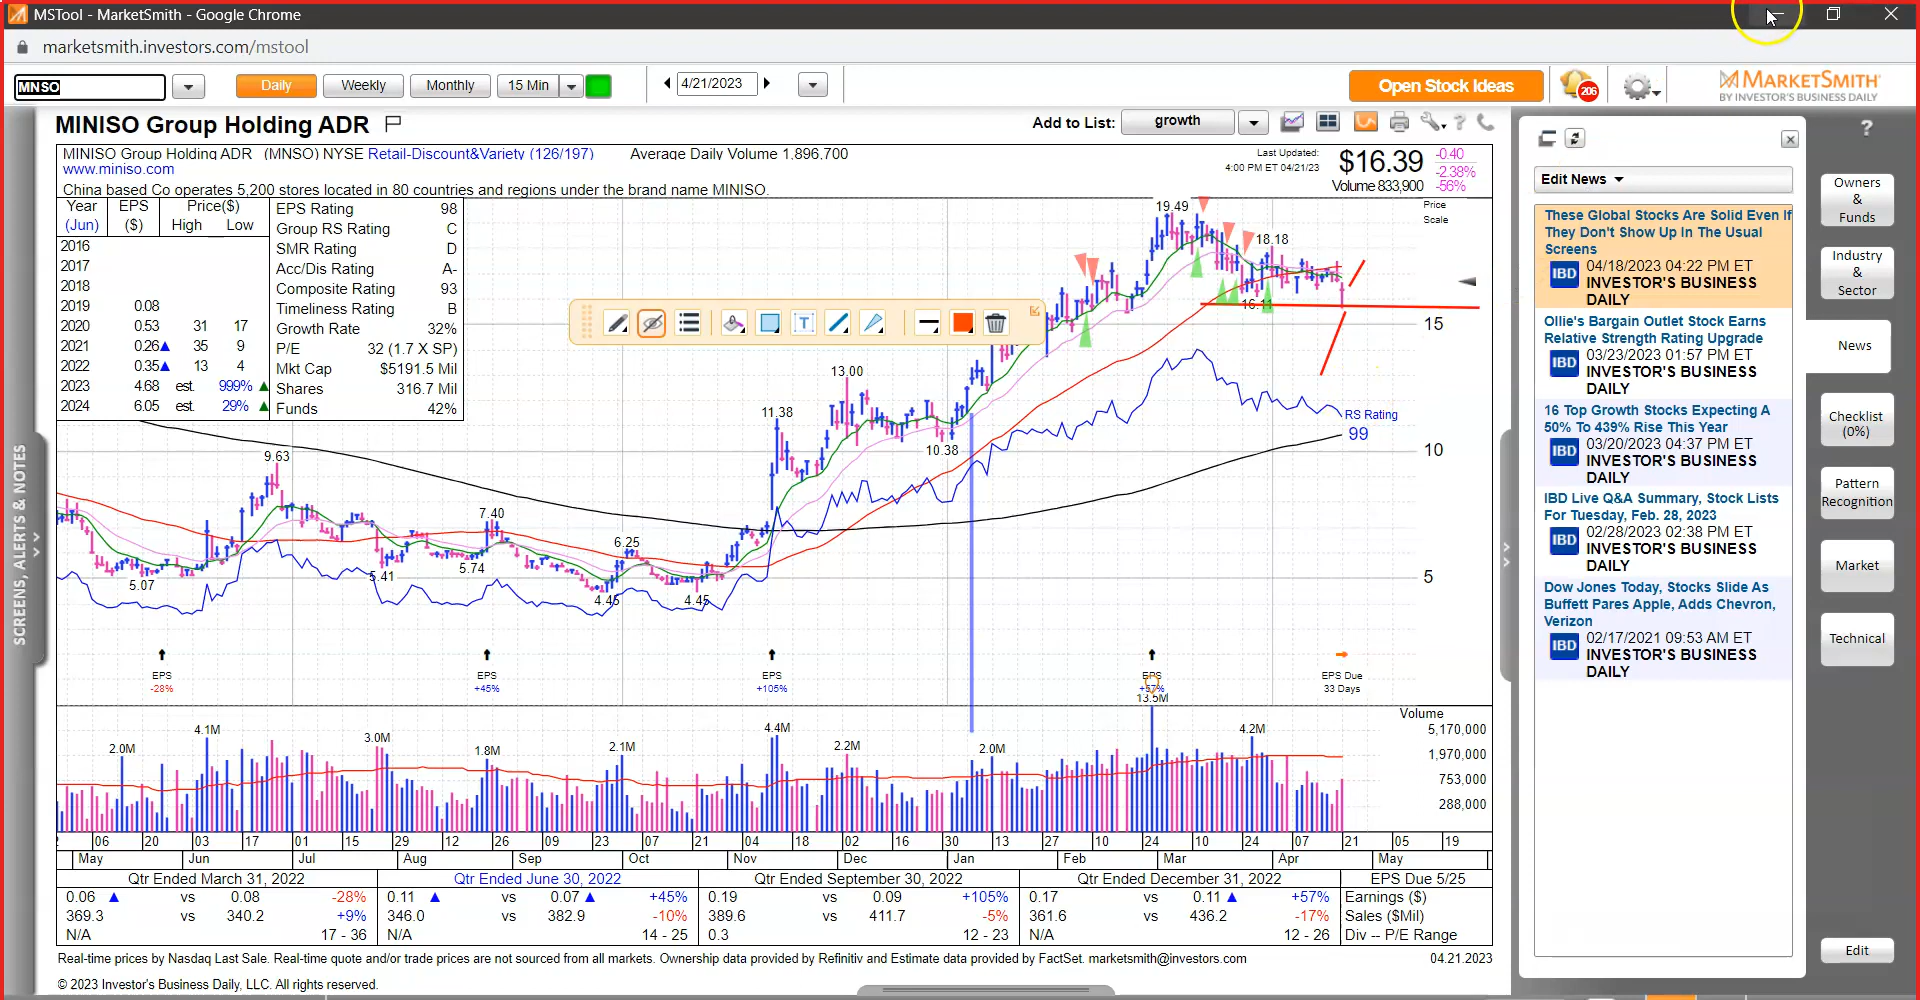 MSTool - MarketSmith - Google Chrome
marketsmith.investors.com/mstool
MNSO
Daily Weekly Monthly 15 Min
4/21/2023
Open Stock Ideas
206
MARKETSMITH
BY INVESTOR'S BUSINESS DAILY
MINISO Group Holding ADR
Add to List: growth
MINISO Group Holding ADR (MNSO) NYSE Retail-Discount&Variety (126/197) Average Daily Volume 1,896,700
www.miniso.com
China based Co operates 5,200 stores located in 80 countries and regions under the brand name MINISO.
Last Updated:
4:00 PM ET 04/21/23
$16.39 -0.40
-2.38%
Volume 833,900 -56%
Year EPS Price($)
(Jun) ($) High Low
2016
2017
2018
2019 0.08
2020 0.53 31 17
2021 0.26 35 9
2022 0.35 13 4
2023 4.68 est. 999%
2024 6.05 est. 29%
EPS Rating 98
Group RS Rating C
SMR Rating D
Acc/Dis Rating A-
Composite Rating 93
Timeliness Rating B
Growth Rate 32%
P/E 32 (1.7 X SP)
Mkt Cap $5191.5 Mil
Shares 316.7 Mil
Funds 42%
Price
Scale
19.49
18.18
16.11
15
13.00
11.38
RS Rating
99
10.38
10
9.63
7.40
6.25
5.07
5.41
5.74
4.45
4.45
5
EPS
-28%
EPS
+45%
EPS
+105%
EPS
+57%
EPS Due
33 Days
Volume
13.5M
5,170,000
1,970,000
753,000
288,000
2.0M
4.1M
3.0M
1.8M
2.1M
4.4M
2.2M
2.0M
4.2M
06 20 03 17 01 15 29 12 26 09 23 07 21 04 18 02 16 30 13 27 10 24 10 24 07 21 05 19
May Jun Jul Aug Sep Oct Nov Dec Jan Feb Mar Apr May
Qtr Ended March 31, 2022 Qtr Ended June 30, 2022 Qtr Ended September 30, 2022 Qtr Ended December 31, 2022 EPS Due 5/25
0.06 vs 0.08 -28% 0.11 vs 0.07 +45% 0.19 vs 0.09 +105% 0.17 vs 0.11 +57% Earnings ($)
369.3 vs 340.2 +9% 346.0 vs 382.9 -10% 389.6 vs 411.7 -5% 361.6 vs 436.2 -17% Sales ($Mil)
N/A 17 - 36 N/A 14 - 25 0.3 12 - 23 N/A 12 - 26 Div -- P/E Range
Real-time prices by Nasdaq Last Sale. Real-time quote and/or trade prices are not sourced from all markets. Ownership data provided by Refinitiv and Estimate data provided by FactSet. marketsmith@investors.com 04.21.2023
© 2023 Investor's Business Daily, LLC. All rights reserved.
SCREENS, ALERTS & NOTES
Edit News
These Global Stocks Are Solid Even If
They Don't Show Up In The Usual
Screens
IBD 04/18/2023 04:22 PM ET
INVESTOR'S BUSINESS
DAILY
Ollie's Bargain Outlet Stock Earns
Relative Strength Rating Upgrade
IBD 03/23/2023 01:57 PM ET
INVESTOR'S BUSINESS
DAILY
16 Top Growth Stocks Expecting A
50% To 439% Rise This Year
IBD 03/20/2023 04:37 PM ET
INVESTOR'S BUSINESS
DAILY
IBD Live Q&A Summary, Stock Lists
For Tuesday, Feb. 28, 2023
IBD 02/28/2023 02:38 PM ET
INVESTOR'S BUSINESS
DAILY
Dow Jones Today, Stocks Slide As
Buffett Pares Apple, Adds Chevron,
Verizon
IBD 02/17/2021 09:53 AM ET
INVESTOR'S BUSINESS
DAILY
Owners
&
Funds
Industry
&
Sector
News
Checklist
(0%)
Pattern
Recognition
Market
Technical
Edit